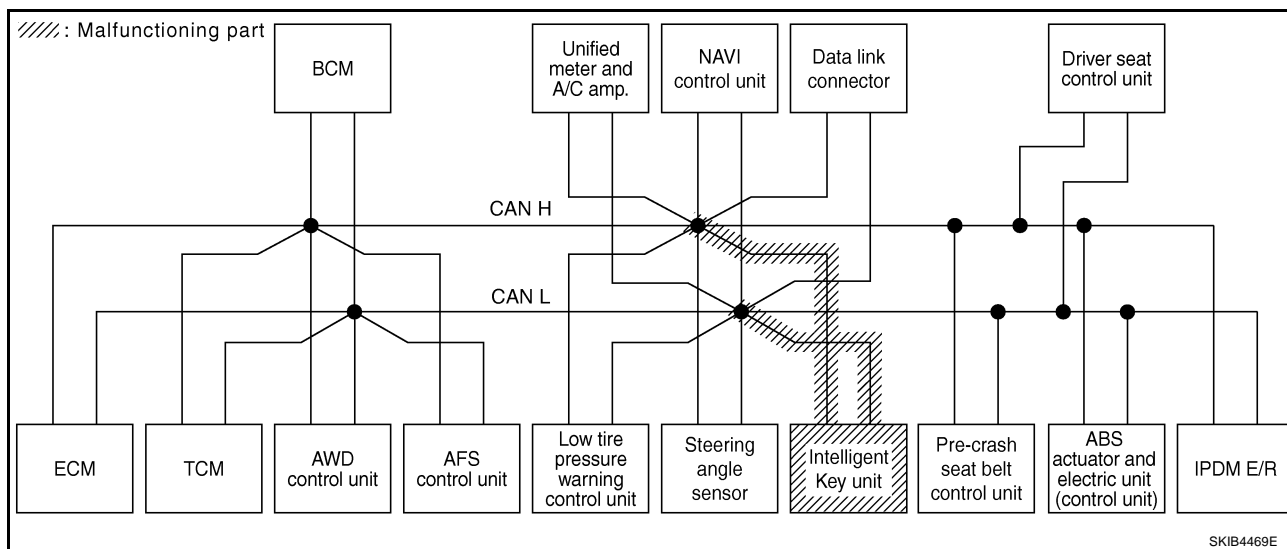 : Malfunctioning part
BCM
Unified
meter and
A/C amp.
NAVI
control unit
Data link
connector
Driver seat
control unit
CAN H
CAN L
ECM
TCM
AWD
control unit
AFS
control unit
Low tire
pressure
warning
control unit
Steering
angle
sensor
Intelligent
Key unit
Pre-crash
seat belt
control unit
ABS
actuator and
electric unit
(control unit)
IPDM E/R
SKIB4469E